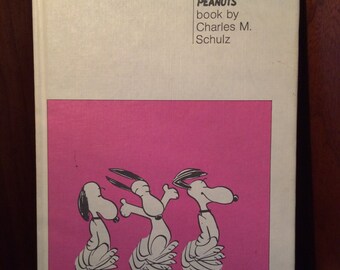 PEANUTS
book by
Charles M.
Schulz